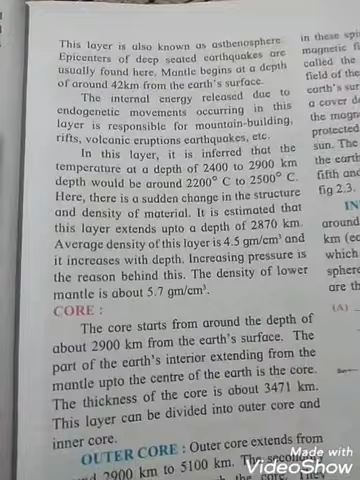 This layer is also known as asthenosphere.
Epicenters of deep seated earthquakes are
usually found here. Mantle begins at a depth
of around 42km from the earth's surface.
The internal energy released due to
endogenetic movements occurring in this
layer is responsible for mountain-building,
rifts, volcanic eruptions earthquakes, etc.
In this layer, it is inferred that the
temperature at a depth of 2400 to 2900 km
depth would be around 2200° C to 2500° C.
Here, there is a sudden change in the structure
and density of material. It is estimated that
this layer extends upto a depth of 2870 km.
Average density of this layer is 4.5 gm/cm³ and
it increases with depth. Increasing pressure is
the reason behind this. The density of lower
mantle is about 5.7 gm/cm³.
CORE:
The core starts from around the depth of
about 2900 km from the earth's surface. The
part of the earth's interior extending from the
mantle upto the centre of the earth is the core.
The thickness of the core is about 3471 km.
This layer can be divided into outer core and
inner core.
OUTER CORE : Outer core extends from
2900 km to 5100 km. The secondary
the core. They
in these
magnetic
called the
field of the
earth's
a cover
the
protected
sun. The
the earth
fifth and
fig 2.3.
around
km
which
are
(A)
Made with
VideoShow